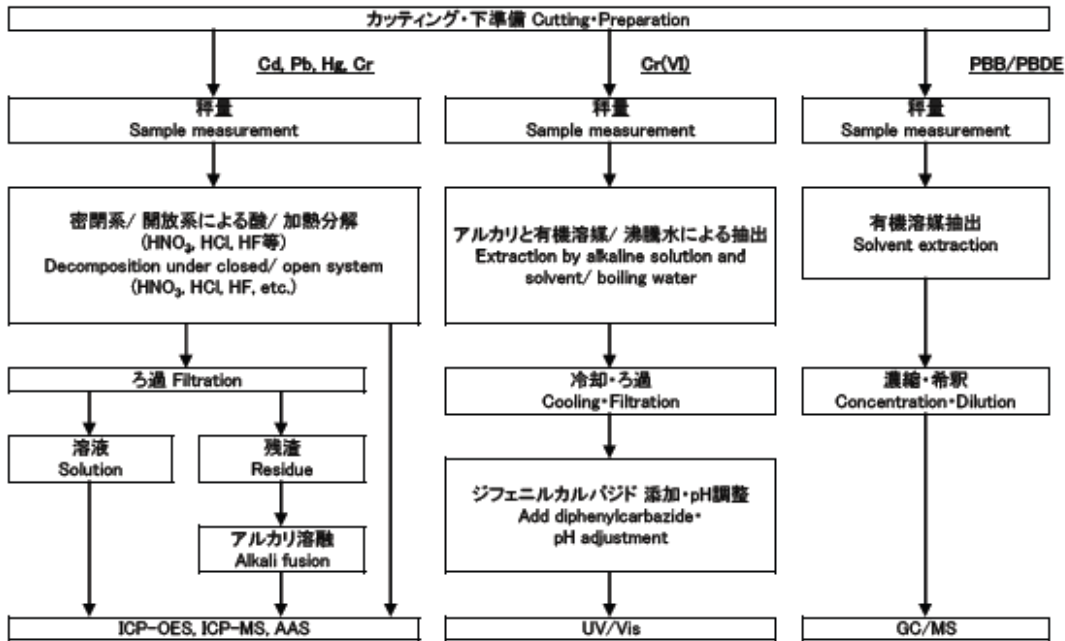 カッティング・下準備 Cutting・Preparation
Cd, Pb, Hg, Cr
Cr(VI)
PBB/PBDE
秤量
Sample measurement
秤量
Sample measurement
秤量
Sample measurement
密閉系/ 開放系による酸/ 加熱分解
(HNO₃, HCl, HF等)
Decomposition under closed/ open system
(HNO₃, HCl, HF, etc.)
アルカリと有機溶媒/ 沸騰水による抽出
Extraction by alkaline solution and
solvent/ boiling water
有機溶媒抽出
Solvent extraction
ろ過 Filtration
冷却・ろ過
Cooling・Filtration
濃縮・希釈
Concentration・Dilution
溶液
Solution
残渣
Residue
ジフェニルカルバジド 添加・pH調整
Add diphenylcarbazide・
pH adjustment
アルカリ溶融
Alkali fusion
ICP-OES, ICP-MS, AAS
UV/Vis
GC/MS